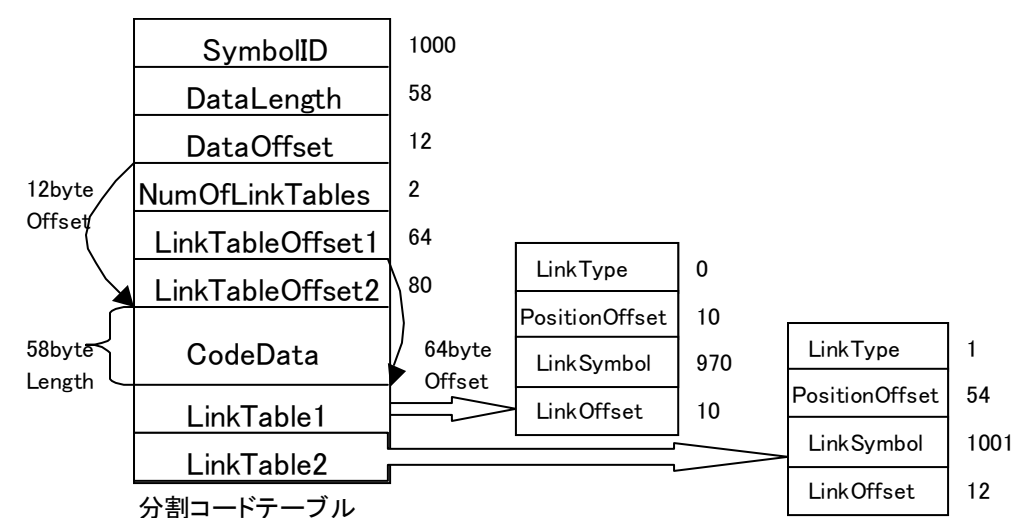 SymbolID 1000
DataLength 58
DataOffset 12
12byte
Offset
NumOfLinkTables 2
LinkTableOffset1 64
LinkTableOffset2 80
58byte
Length
CodeData
64byte
Offset
LinkTable1
LinkTable2
分割コードテーブル
LinkType 0
PositionOffset 10
LinkSymbol 970
LinkOffset 10
LinkType 1
PositionOffset 54
LinkSymbol 1001
LinkOffset 12